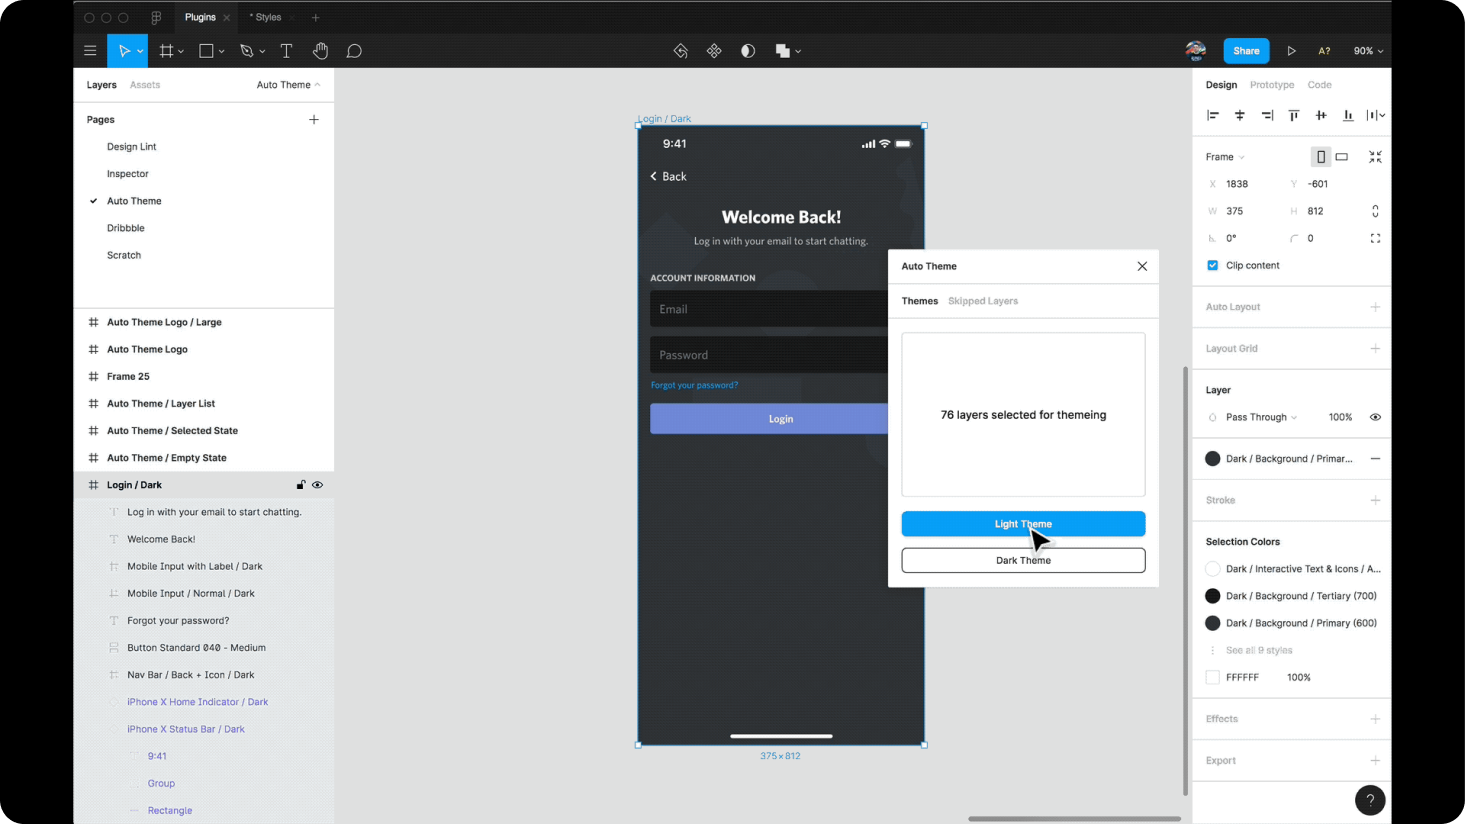 Plugins
* Styles
Share
A?
90%
Layers
Assets
Auto Theme
Pages
Design Lint
Inspector
Auto Theme
Dribbble
Scratch
Auto Theme Logo / Large
Auto Theme Logo
Frame 25
Auto Theme / Layer List
Auto Theme / Selected State
Auto Theme / Empty State
Login / Dark
Log in with your email to start chatting.
Welcome Back!
Mobile Input with Label / Dark
Mobile Input / Normal / Dark
Forgot your password?
Button Standard 040 - Medium
Nav Bar / Back + Icon / Dark
iPhone X Home Indicator / Dark
iPhone X Status Bar / Dark
9:41
Group
Rectangle
Login / Dark
9:41
Back
Welcome Back!
Log in with your email to start chatting.
ACCOUNT INFORMATION
Email
Password
Forgot your password?
Login
375 × 812
Auto Theme
Themes
Skipped Layers
76 layers selected for themeing
Light Theme
Dark Theme
Design
Prototype
Code
Frame
X 1838
Y -601
W 375
H 812
0°
0
Clip content
Auto Layout
Layout Grid
Layer
Pass Through
100%
Dark / Background / Primar...
Stroke
Selection Colors
Dark / Interactive Text & Icons / A...
Dark / Background / Tertiary (700)
Dark / Background / Primary (600)
See all 9 styles
FFFFFF
100%
Effects
Export
?